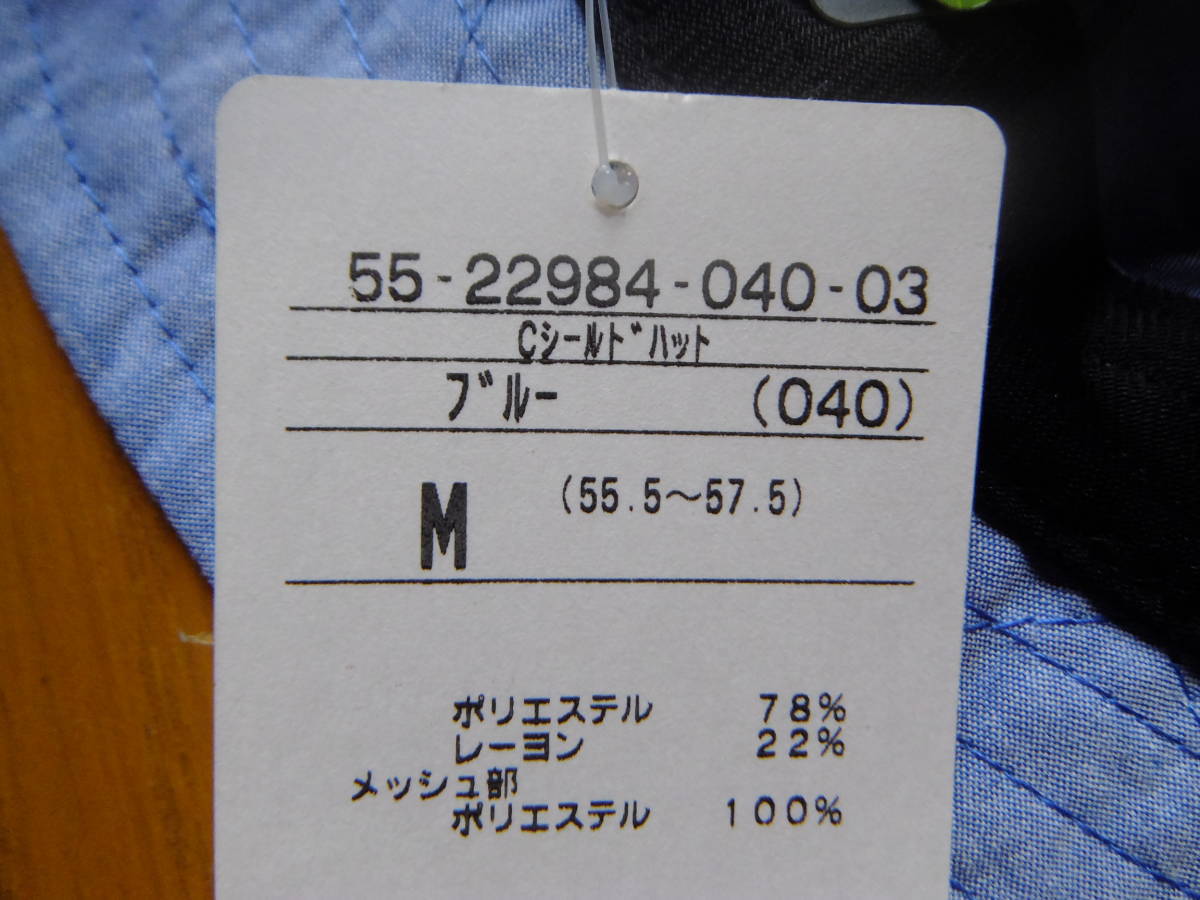 55-22984-040-03
Cシールドハット
ブルー (040)
M (55.5～57.5)
ポリエステル 78%
レーヨン 22%
メッシュ部
ポリエステル 100%